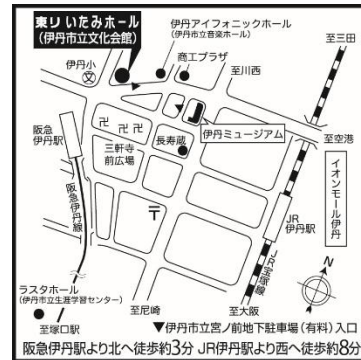 東リ いたみホール
(伊丹市立文化会館)
伊丹アイフォニックホール
(伊丹市立音楽ホール)
至三田
伊丹小
文
商工プラザ
至川西
伊丹ミュージアム
至空港
阪急
伊丹駅
卍 卍 卍
三軒寺
前広場
長寿蔵
イオンモール伊丹
阪急伊丹線
〒
JR
伊丹駅
JR宝塚線
N
ラスタホール
(伊丹市立生涯学習センター)
至塚口駅
至尼崎
至大阪
▼伊丹市立宮ノ前地下駐車場(有料)入口
阪急伊丹駅より北へ徒歩約3分 JR伊丹駅より西へ徒歩約8分